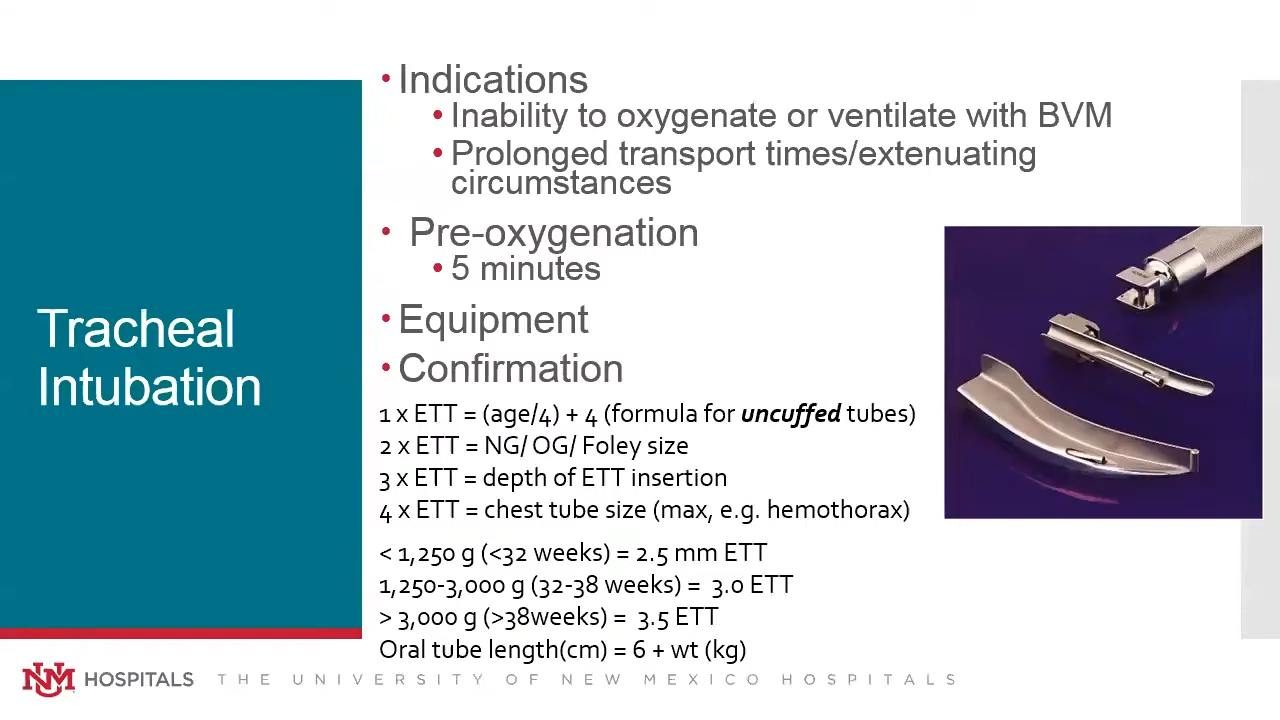 Tracheal
Intubation
• Indications
• Inability to oxygenate or ventilate with BVM
• Prolonged transport times/extenuating
circumstances
• Pre-oxygenation
• 5 minutes
• Equipment
• Confirmation
1 x ETT = (age/4) + 4 (formula for uncuffed tubes)
2 x ETT = NG/ OG/ Foley size
3 x ETT = depth of ETT insertion
4 x ETT = chest tube size (max, e.g. hemothorax)
< 1,250 g (<32 weeks) = 2.5 mm ETT
1,250-3,000 g (32-38 weeks) = 3.0 ETT
> 3,000 g (>38weeks) = 3.5 ETT
Oral tube length(cm) = 6 + wt (kg)
UNM HOSPITALS THE UNIVERSITY OF NEW MEXICO HOSPITALS